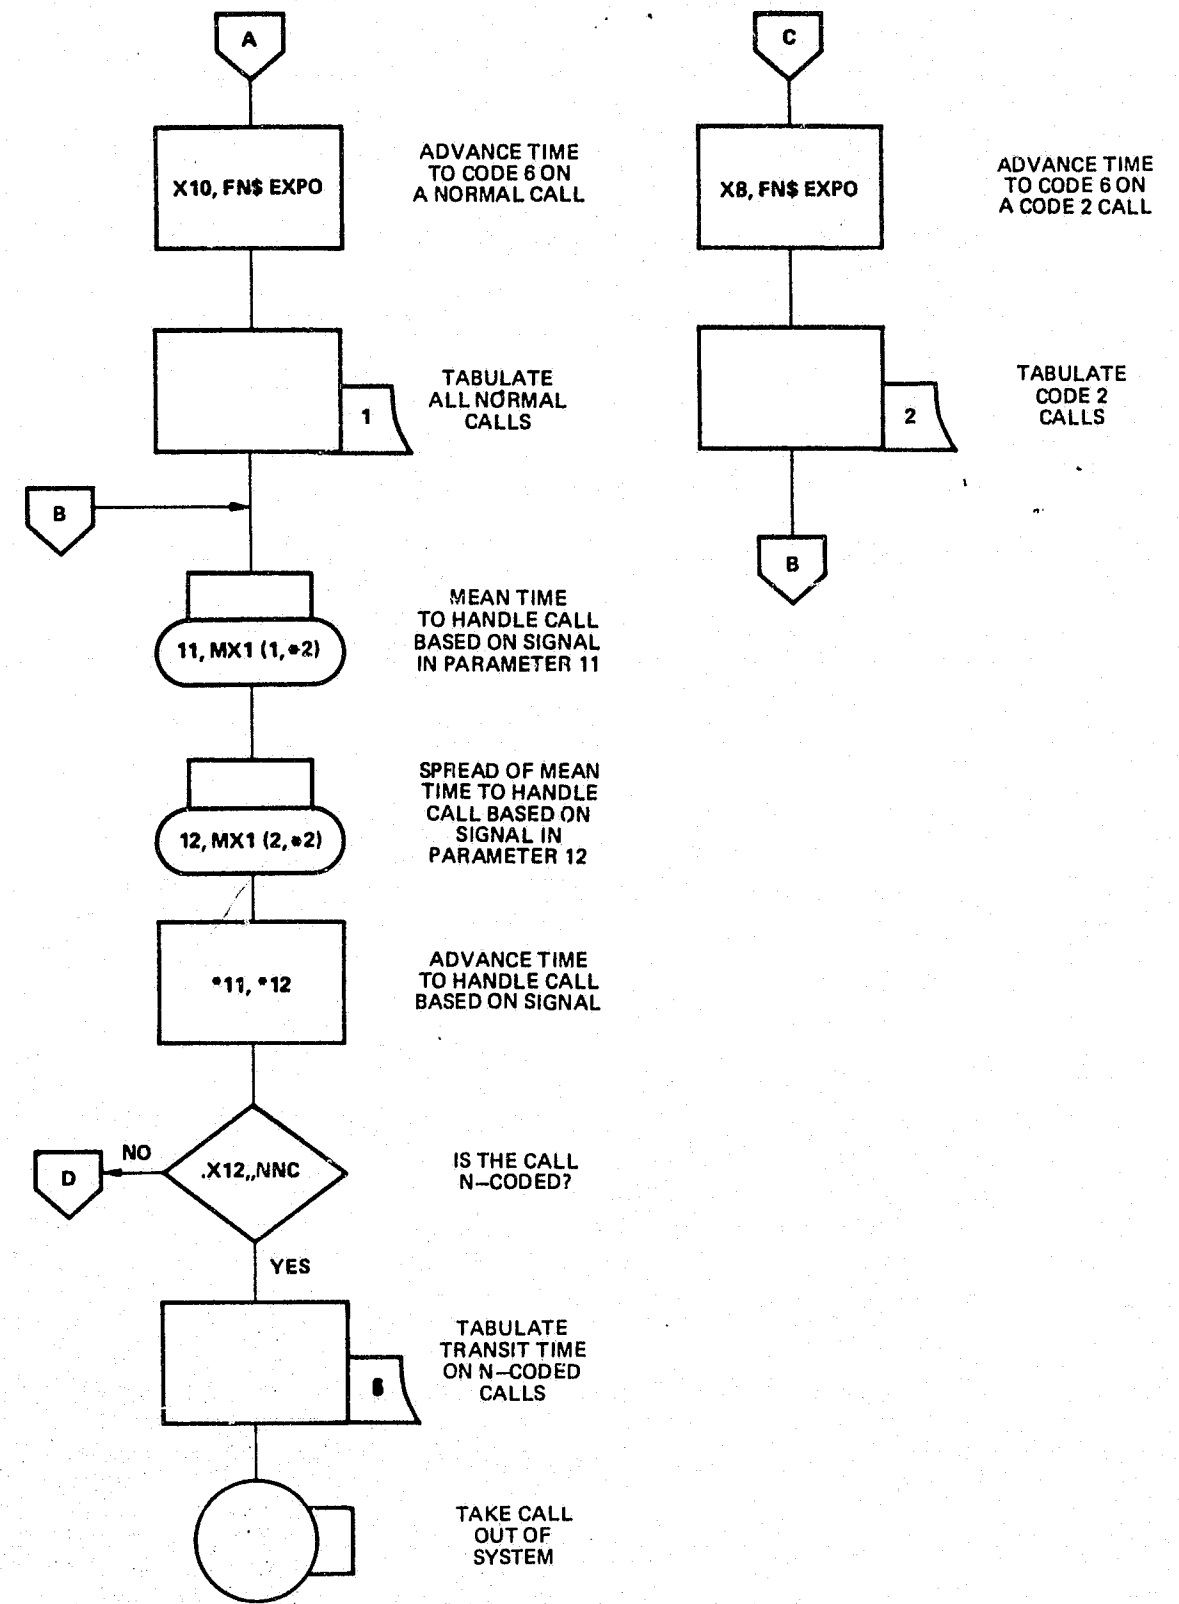 A
X10, FN$ EXPO
ADVANCE TIME
TO CODE 6 ON
A NORMAL CALL
1
TABULATE
ALL NORMAL
CALLS
B
11, MX1 (1,*2)
MEAN TIME
TO HANDLE CALL
BASED ON SIGNAL
IN PARAMETER 11
12, MX1 (2,*2)
SPREAD OF MEAN
TIME TO HANDLE
CALL BASED ON
SIGNAL IN
PARAMETER 12
*11, *12
ADVANCE TIME
TO HANDLE CALL
BASED ON SIGNAL
.X12,,NNC
IS THE CALL
N-CODED?
NO
D
YES
TABULATE
TRANSIT TIME
ON N-CODED
CALLS
TAKE CALL
OUT OF
SYSTEM
C
X8, FN$ EXPO
ADVANCE TIME
TO CODE 6 ON
A CODE 2 CALL
2
TABULATE
CODE 2
CALLS
B